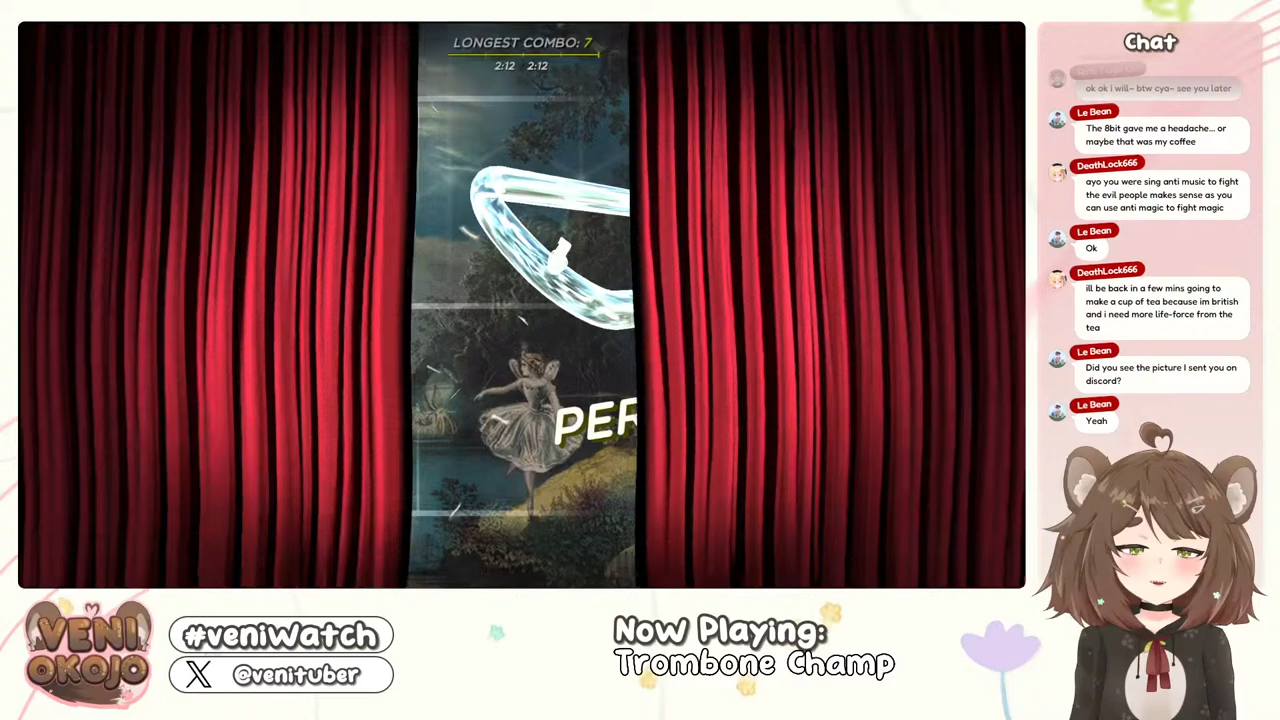 LONGEST COMBO: 7
2:12 2:12
PER
Chat
ok ok i will~ btw cya~ see you later
Le Bean
The 8bit gave me a headache... or
maybe that was my coffee
DeathLock666
ayo you were sing anti music to fight
the evil people makes sense as you
can use anti magic to fight magic
Le Bean
Ok
DeathLock666
ill be back in a few mins going to
make a cup of tea because im british
and i need more life-force from the
tea
Le Bean
Did you see the picture I sent you on
discord?
Le Bean
Yeah
VENI
OKOJO
#veniWatch
@venituber
Now Playing:
Trombone Champ